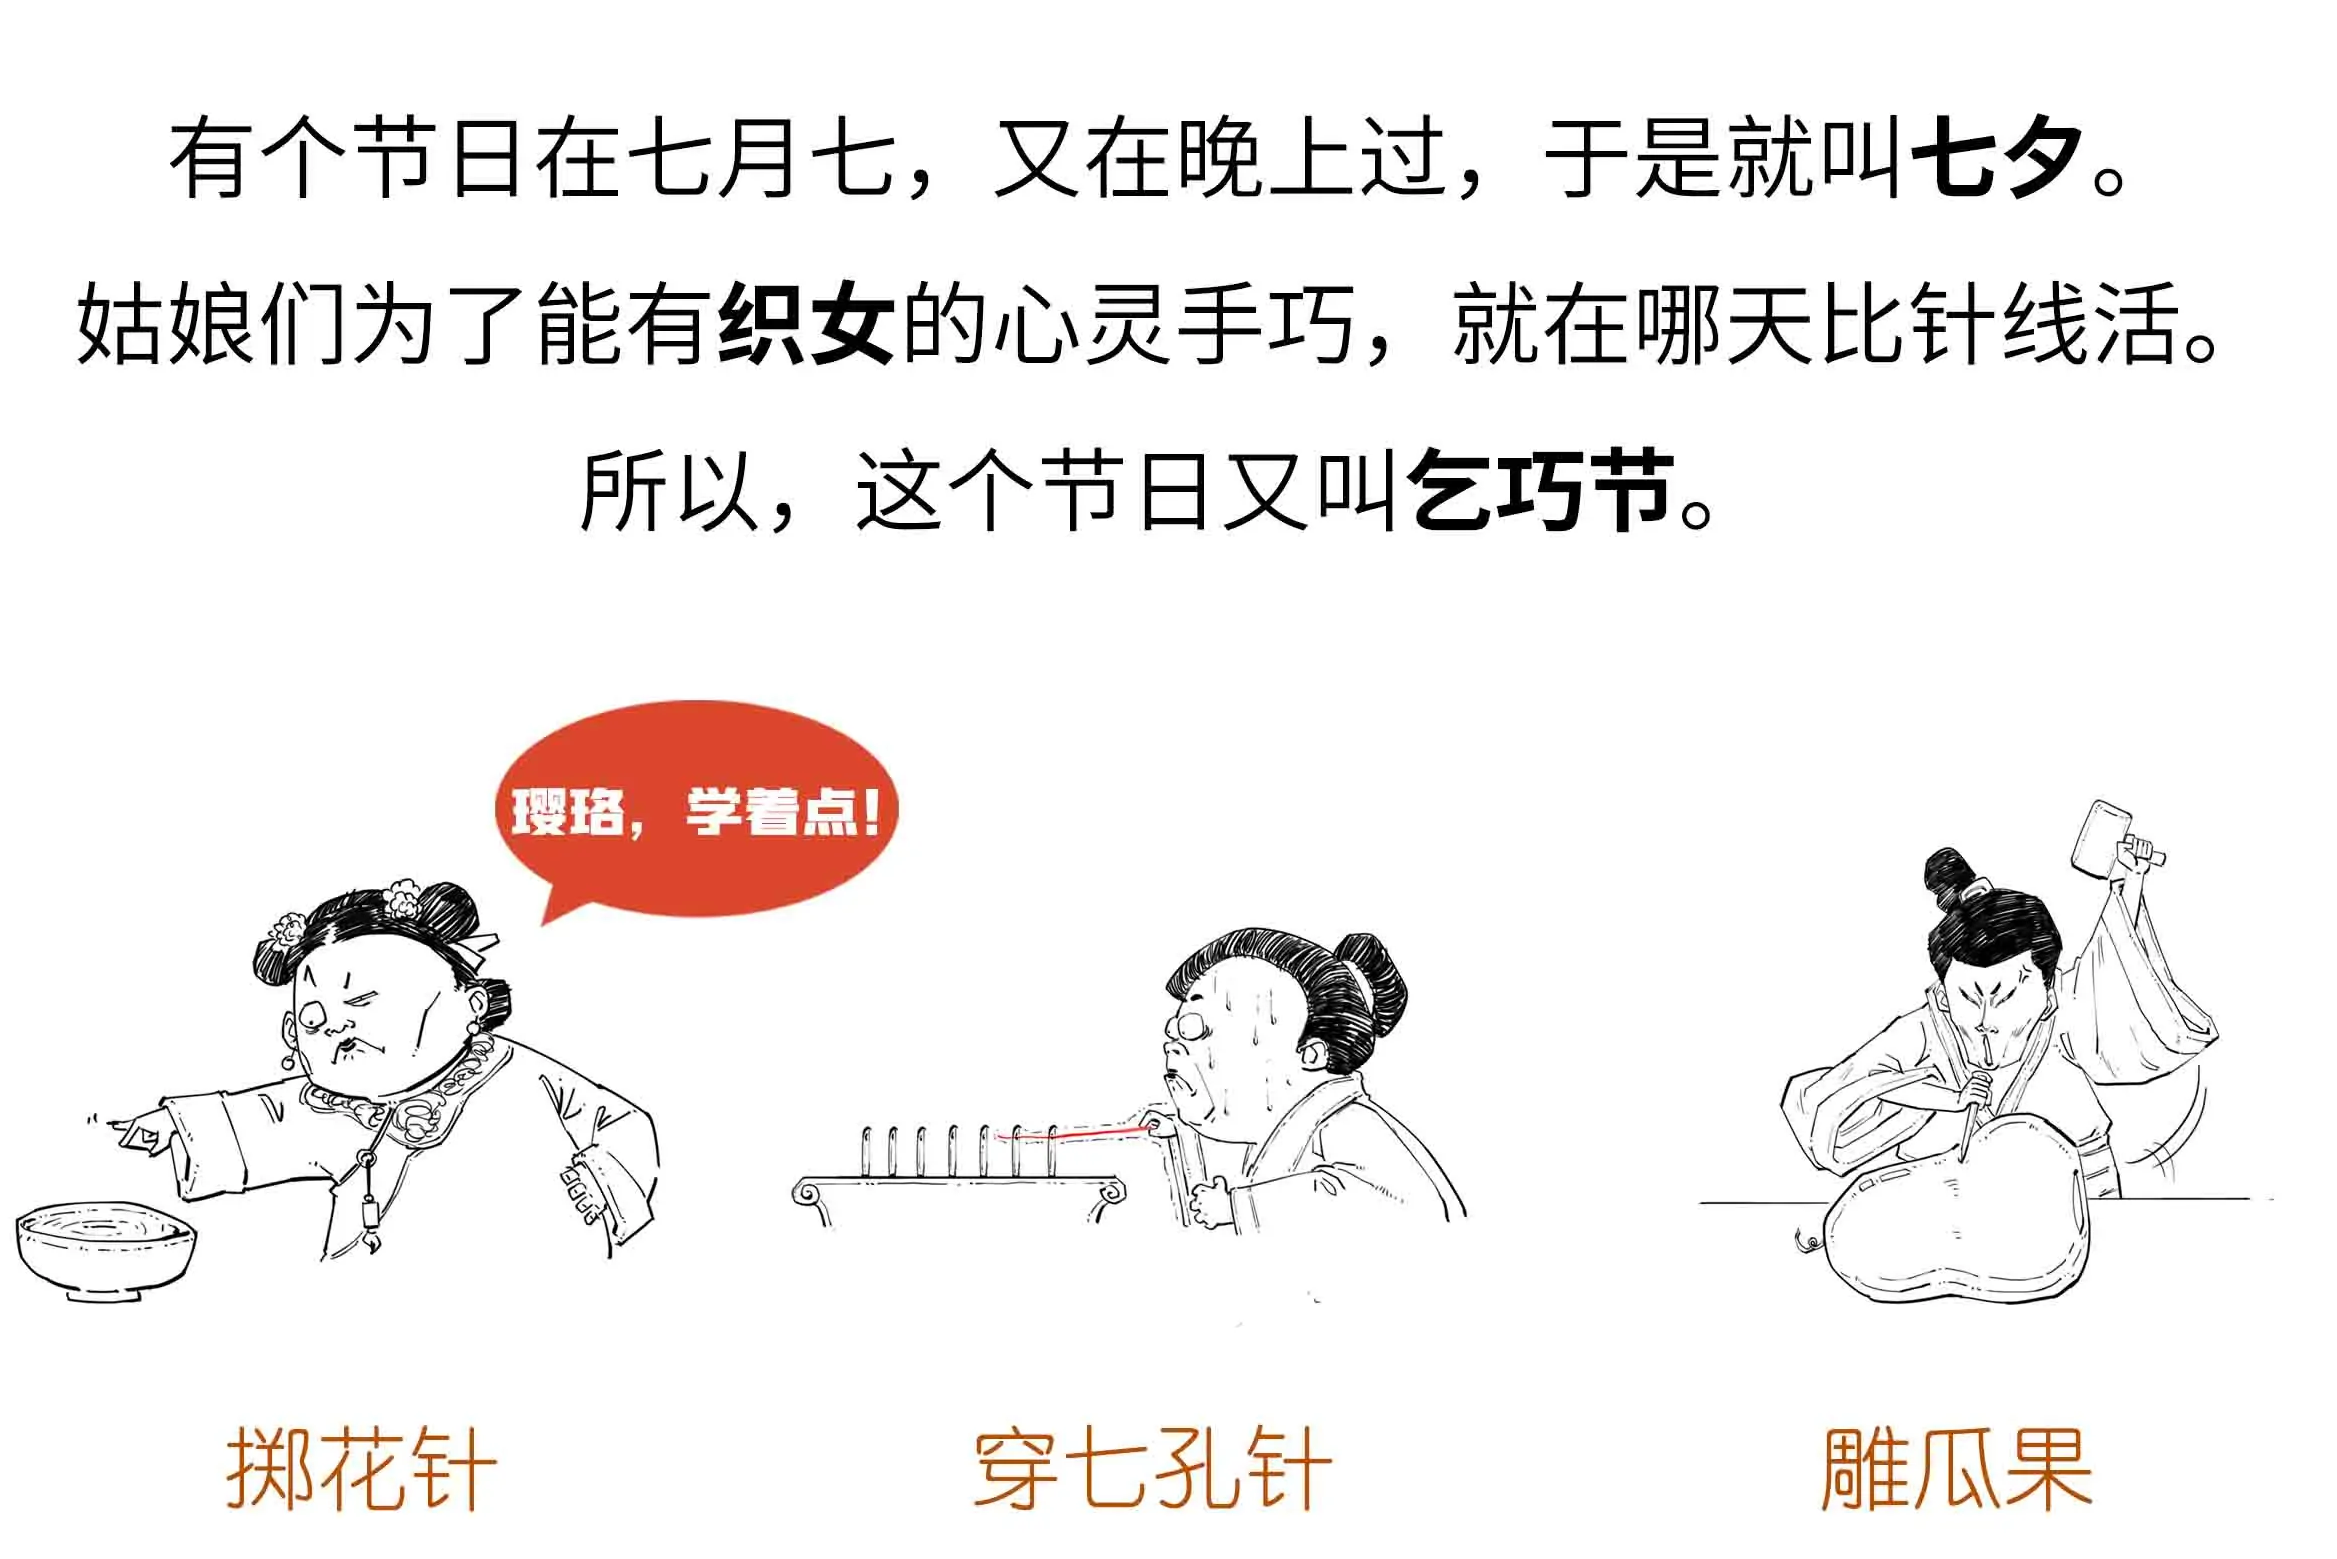 有个节日在七月七，又在晚上过，于是就叫七夕。
姑娘们为了能有织女的心灵手巧，就在哪天比针线活。
所以，这个节日又叫乞巧节。
璎珞，学着点！
掷花针
穿七孔针
雕瓜果